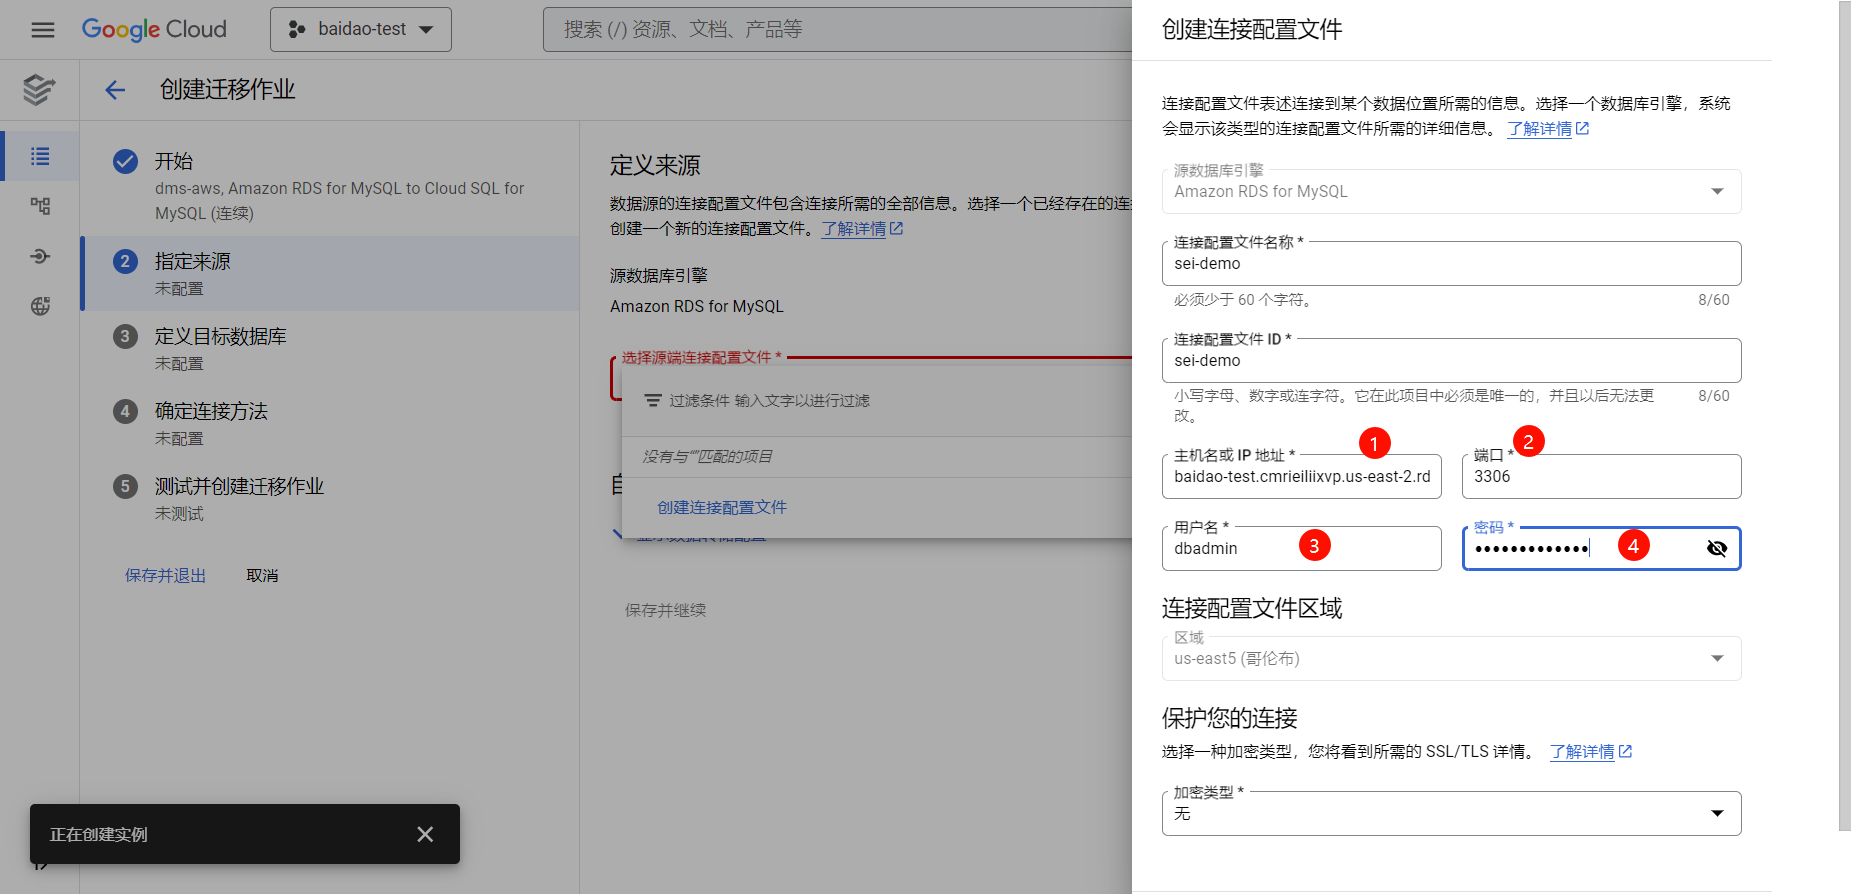 Google Cloud
baidao-test
搜索 (/) 资源、文档、产品等
创建迁移作业
开始
dms-aws, Amazon RDS for MySQL to Cloud SQL for
MySQL (连续)
2
指定来源
未配置
3
定义目标数据库
未配置
4
确定连接方法
未配置
5
测试并创建迁移作业
未测试
保存并退出
取消
正在创建实例
定义来源
数据源的连接配置文件包含连接所需的全部信息。选择一个已经存在的连
创建一个新的连接配置文件。 了解详情
源数据库引擎
Amazon RDS for MySQL
选择源端连接配置文件 *
过滤条件 输入文字以进行过滤
没有与“”匹配的项目
创建连接配置文件
保存并继续
创建连接配置文件
连接配置文件表述连接到某个数据位置所需的信息。选择一个数据库引擎，系统
会显示该类型的连接配置文件所需的详细信息。 了解详情
源数据库引擎
Amazon RDS for MySQL
连接配置文件名称 *
sei-demo
必须少于 60 个字符。
8/60
连接配置文件 ID *
sei-demo
小写字母、数字或连字符。它在此项目中必须是唯一的，并且以后无法更
改。
8/60
主机名或 IP 地址 *
1
baidao-test.cmrieiliixvp.us-east-2.rd
端口 *
2
3306
用户名 *
dbadmin
3
密码 *
•••••••••••••
4
连接配置文件区域
区域
us-east5 (哥伦布)
保护您的连接
选择一种加密类型，您将看到所需的 SSL/TLS 详情。 了解详情
加密类型 *
无